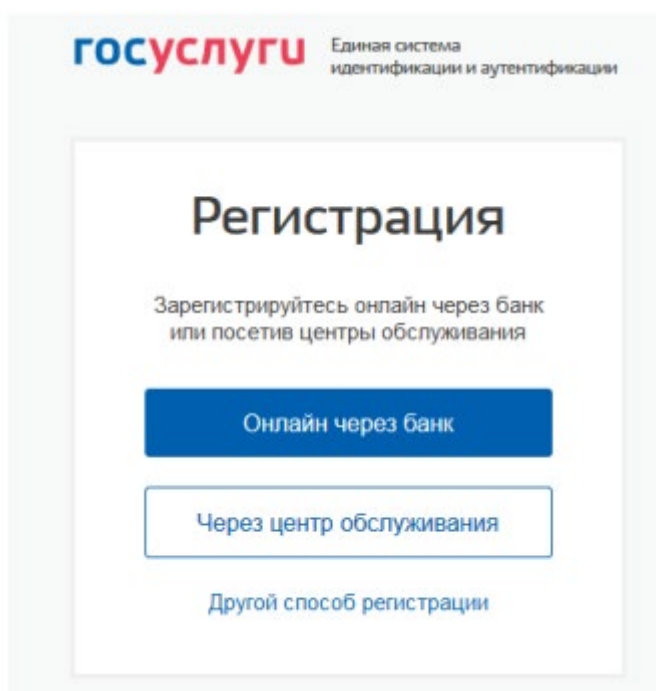 госуслуги
Единая система
идентификации и аутентификации
Регистрация
Зарегистрируйтесь онлайн через банк
или посетив центры обслуживания
Онлайн через банк
Через центр обслуживания
Другой способ регистрации